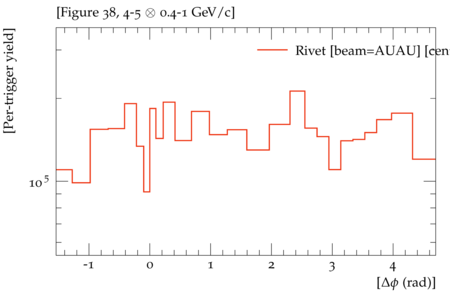 [Figure 38, 4-5 ⊗ 0.4-1 GeV/c]
Rivet [beam=AUAU] [cen
[Per-trigger yield]
10⁵
-1 0 1 2 3 4
[Δϕ (rad)]